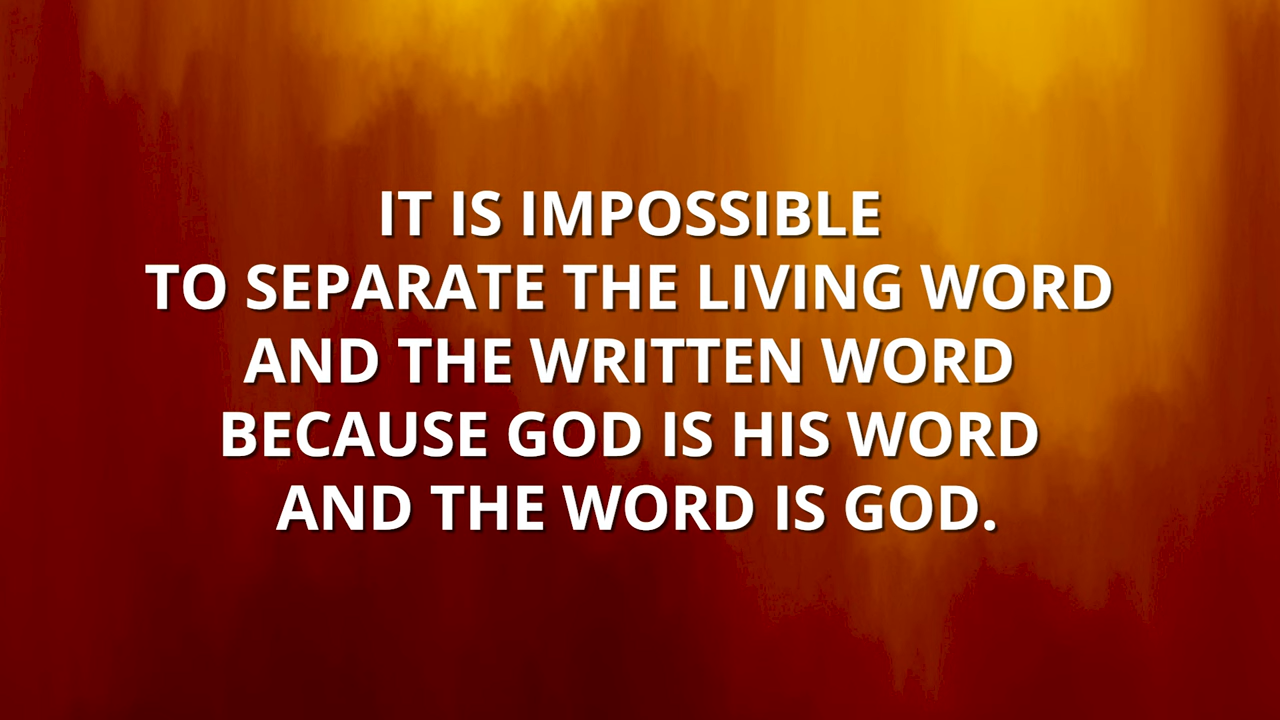 IT IS IMPOSSIBLE
TO SEPARATE THE LIVING WORD
AND THE WRITTEN WORD
BECAUSE GOD IS HIS WORD
AND THE WORD IS GOD.